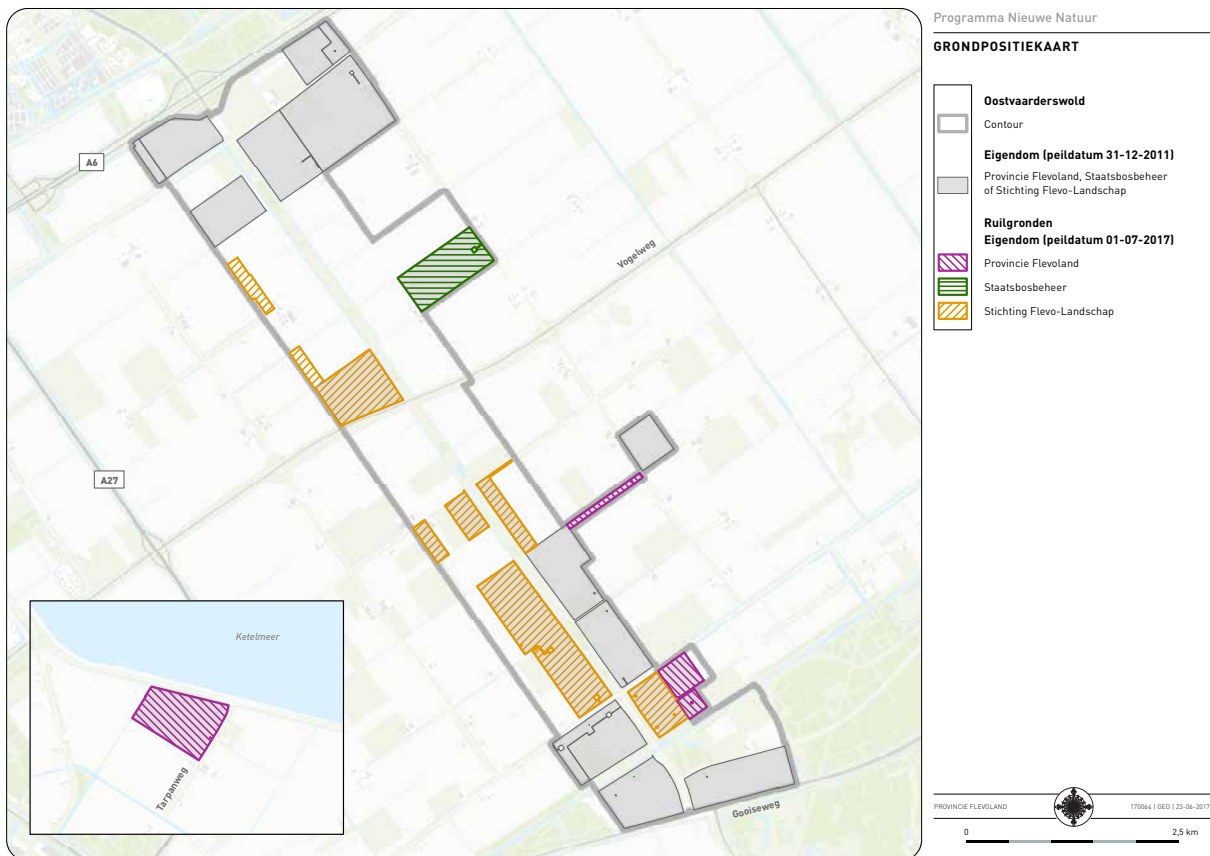 Programma Nieuwe Natuur
GRONDPOSITIEKAART
Oostvaarderswold
Contour
Eigendom (peildatum 31-12-2011)
Provincie Flevoland, Staatsbosbeheer
of Stichting Flevo-Landschap
Ruilgronden
Eigendom (peildatum 01-07-2017)
Provincie Flevoland
Staatsbosbeheer
Stichting Flevo-Landschap
A6
Vogelweg
A27
Ketelmeer
Tarpanweg
Gooiseweg
PROVINCIE FLEVOLAND
170064 | GEO | 23-06-2017
0 2,5 km